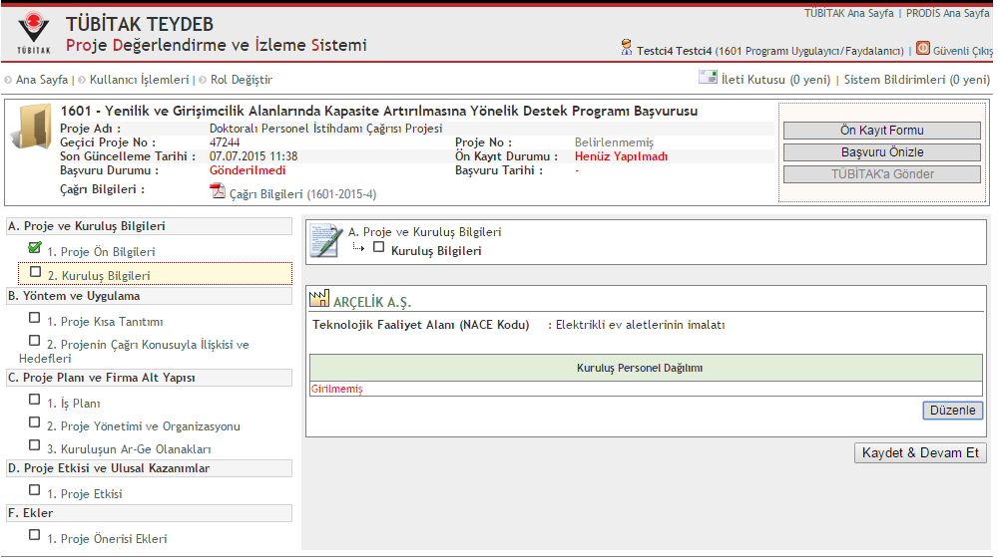 TÜBİTAK Ana Sayfa | PRODİS Ana Sayfa
TÜBİTAK
TÜBİTAK TEYDEB
Proje Değerlendirme ve İzleme Sistemi
Testci4 Testci4 (1601 Programı Uygulayıcı/Faydalanıcı) | Güvenli Çıkış
Ana Sayfa | Kullanıcı İşlemleri | Rol Değiştir
İleti Kutusu (0 yeni) | Sistem Bildirimleri (0 yeni)
1601 - Yenilik ve Girişimcilik Alanlarında Kapasite Artırılmasına Yönelik Destek Programı Başvurusu
Proje Adı : Doktoralı Personel İstihdamı Çağrısı Projesi
Geçici Proje No : 47244 Proje No : Belirlenmemiş
Son Güncelleme Tarihi : 07.07.2015 11:38 Ön Kayıt Durumu : Henüz Yapılmadı
Başvuru Durumu : Gönderilmedi Başvuru Tarihi : -
Çağrı Bilgileri : Çağrı Bilgileri (1601-2015-4)
Ön Kayıt Formu
Başvuru Önizle
TÜBİTAK'a Gönder
A. Proje ve Kuruluş Bilgileri
1. Proje Ön Bilgileri
2. Kuruluş Bilgileri
B. Yöntem ve Uygulama
1. Proje Kısa Tanıtımı
2. Projenin Çağrı Konusuyla İlişkisi ve
Hedefleri
C. Proje Planı ve Firma Alt Yapısı
1. İş Planı
2. Proje Yönetimi ve Organizasyonu
3. Kuruluşun Ar-Ge Olanakları
D. Proje Etkisi ve Ulusal Kazanımlar
1. Proje Etkisi
F. Ekler
1. Proje Önerisi Ekleri
A. Proje ve Kuruluş Bilgileri
Kuruluş Bilgileri
ARÇELİK A.Ş.
Teknolojik Faaliyet Alanı (NACE Kodu) : Elektrikli ev aletlerinin imalatı
Kuruluş Personel Dağılımı
Girilmemiş
Düzenle
Kaydet & Devam Et